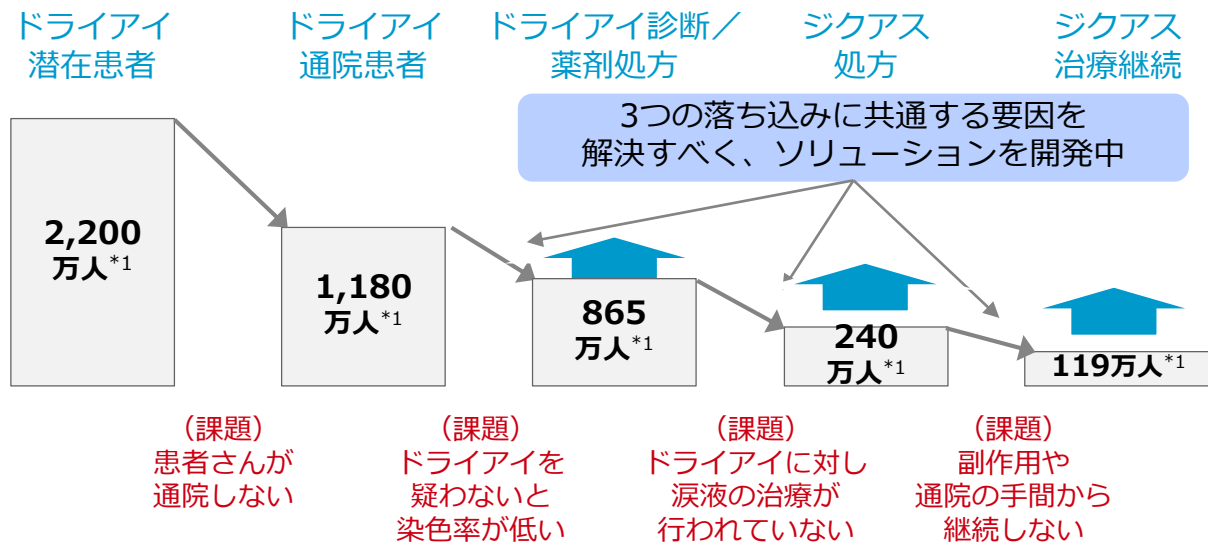 ドライアイ
潜在患者
ドライアイ
通院患者
ドライアイ診断／
薬剤処方
ジクアス
処方
ジクアス
治療継続
3つの落ち込みに共通する要因を
解決すべく、ソリューションを開発中
2,200
万人*1
1,180
万人*1
865
万人*1
240
万人*1
119万人*1
（課題）
患者さんが
通院しない
（課題）
ドライアイを
疑わないと
染色率が低い
（課題）
ドライアイに対し
涙液の治療が
行われていない
（課題）
副作用や
通院の手間から
継続しない